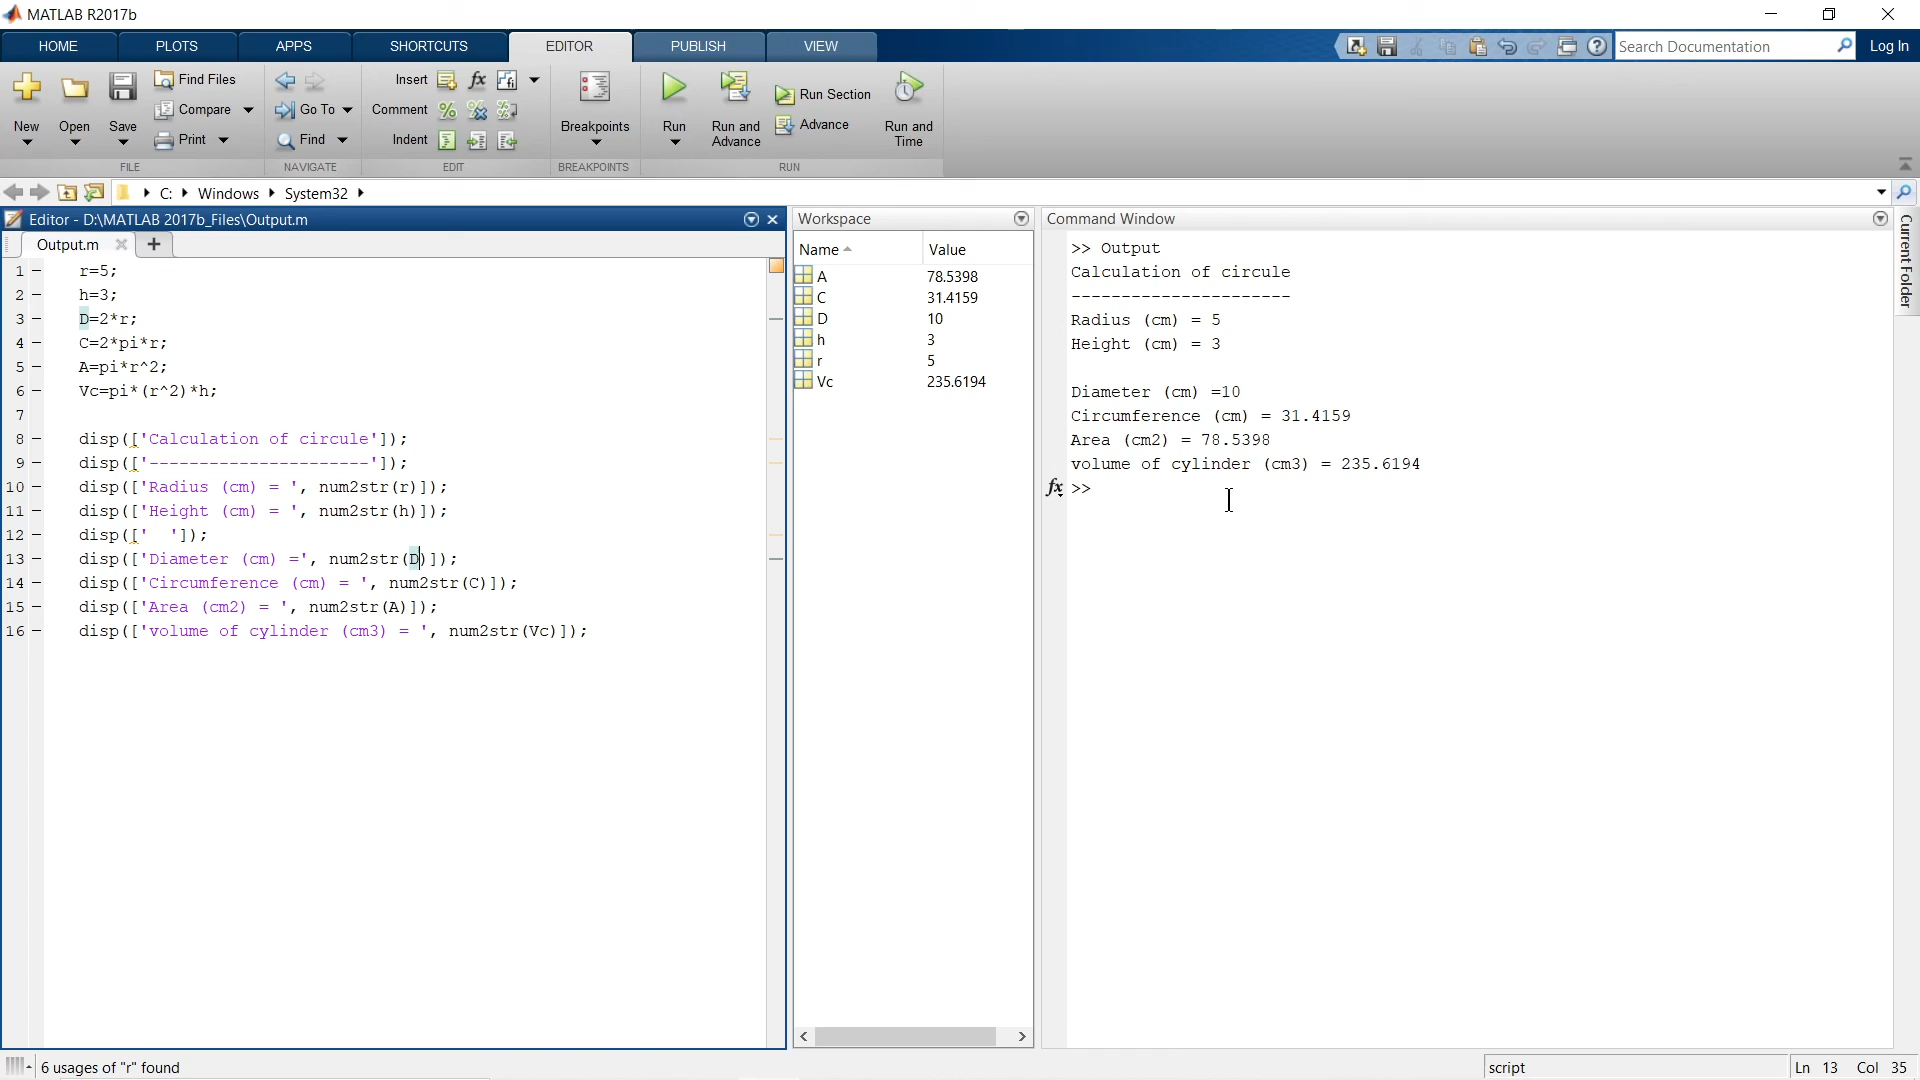 MATLAB R2017b
HOME PLOTS APPS SHORTCUTS EDITOR PUBLISH VIEW Search Documentation Log In
New Open Save Find Files Compare Print
FILE
Go To Find
NAVIGATE
Insert fx
Comment
Indent
EDIT
Breakpoints
BREAKPOINTS
Run Run and Advance Run Section Advance Run and Time
RUN
C: Windows System32
Editor - D:\MATLAB 2017b_Files\Output.m
Output.m
1 r=5;
2 h=3;
3 D=2*r;
4 C=2*pi*r;
5 A=pi*r^2;
6 Vc=pi*(r^2)*h;
7
8 disp(['Calculation of circule']);
9 disp(['----------------------']);
10 disp(['Radius (cm) = ', num2str(r)]);
11 disp(['Height (cm) = ', num2str(h)]);
12 disp(['  ']);
13 disp(['Diameter (cm) =', num2str(D)]);
14 disp(['Circumference (cm) = ', num2str(C)]);
15 disp(['Area (cm2) = ', num2str(A)]);
16 disp(['volume of cylinder (cm3) = ', num2str(Vc)]);
Workspace
Name Value
A 78.5398
C 31.4159
D 10
h 3
r 5
Vc 235.6194
Command Window
>> Output
Calculation of circule
----------------------
Radius (cm) = 5
Height (cm) = 3
Diameter (cm) =10
Circumference (cm) = 31.4159
Area (cm2) = 78.5398
volume of cylinder (cm3) = 235.6194
fx >>
Current Folder
6 usages of "r" found
script
Ln 13 Col 35